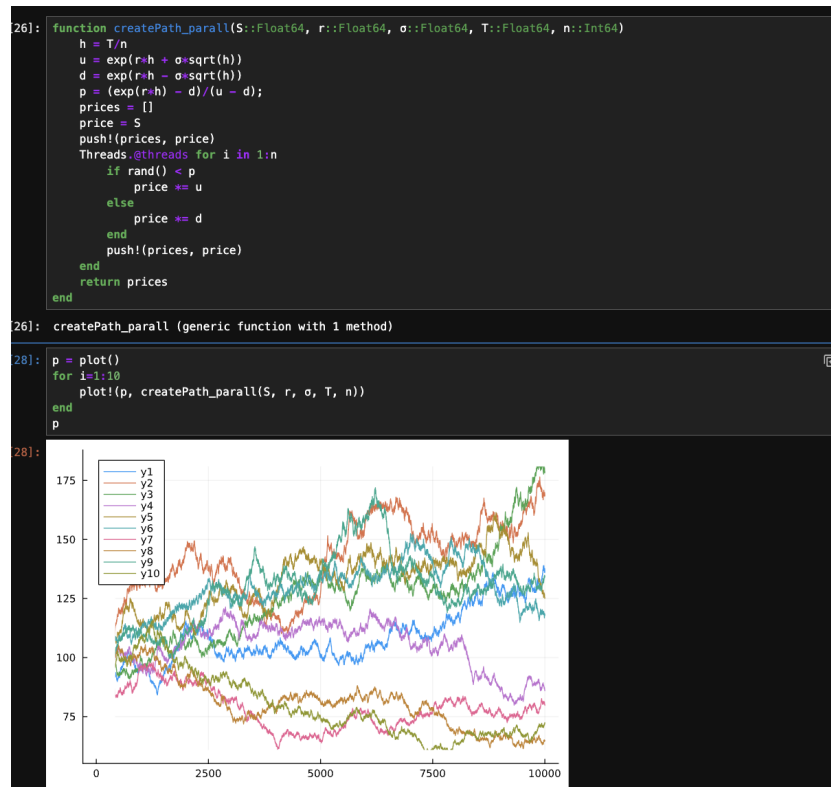 [26]: function createPath_parall(S::Float64, r::Float64, σ::Float64, T::Float64, n::Int64)
h = T/n
u = exp(r*h + σ*sqrt(h))
d = exp(r*h - σ*sqrt(h))
p = (exp(r*h) - d)/(u - d);
prices = []
price = S
push!(prices, price)
Threads.@threads for i in 1:n
if rand() < p
price *= u
else
price *= d
end
push!(prices, price)
end
return prices
end
[26]: createPath_parall (generic function with 1 method)
[28]: p = plot()
for i=1:10
plot!(p, createPath_parall(S, r, σ, T, n))
end
p
[28]:
175
150
125
100
75
y1
y2
y3
y4
y5
y6
y7
y8
y9
y10
0 2500 5000 7500 10000